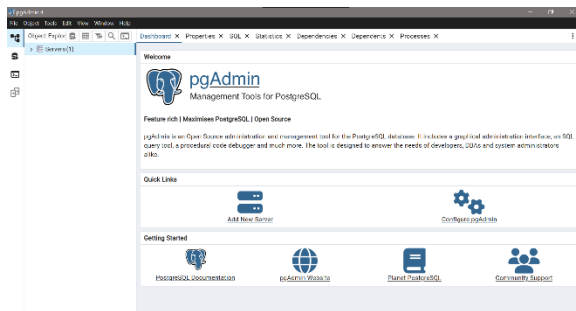 pgAdmin 4
File Object Tools Edit View Window Help
Object Explor
Dashboard X Properties X SQL X Statistics X Dependencies X Dependents X Processes X
Servers (1)
Welcome
pgAdmin
Management Tools for PostgreSQL
Feature rich | Maximises PostgreSQL | Open Source
pgAdmin is an Open Source administration and management tool for the PostgreSQL database. It includes a graphical administration interface, an SQL
query tool, a procedural code debugger and much more. The tool is designed to answer the needs of developers, DBAs and system administrators
alike.
Quick Links
Add New Server
Configure pgAdmin
Getting Started
PostgreSQL Documentation
pgAdmin Website
Planet PostgreSQL
Community Support